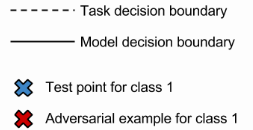 Task decision boundary
Model decision boundary
Test point for class 1
Adversarial example for class 1